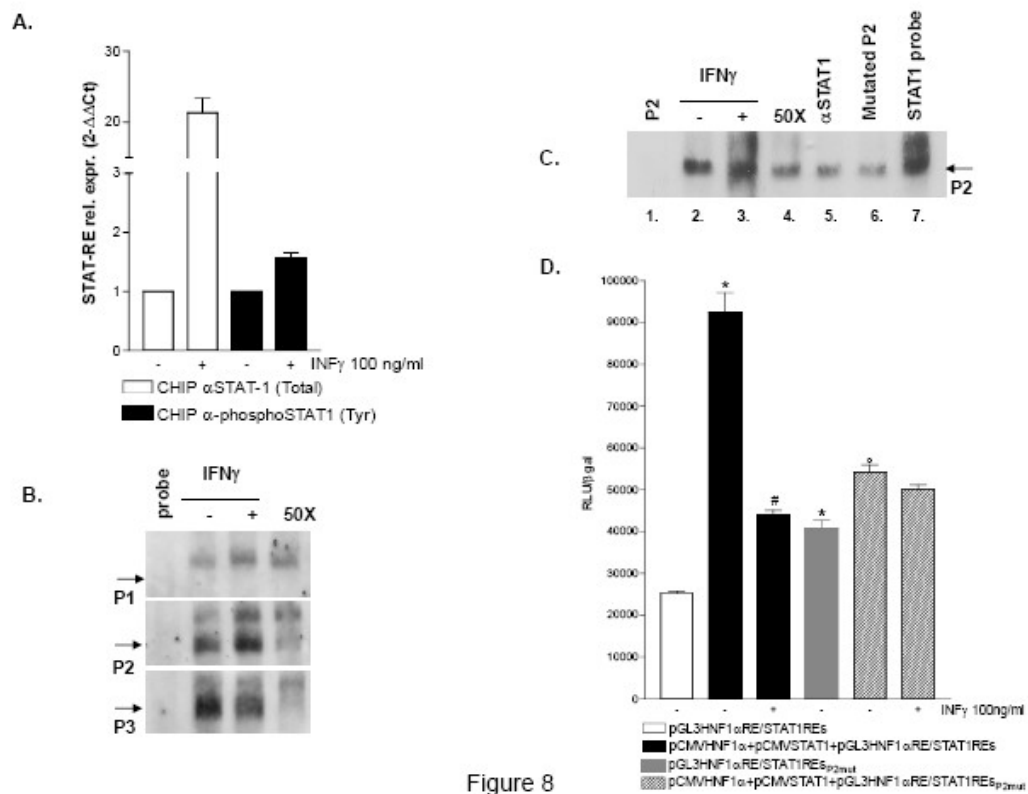 A.
STAT-RE rel. expr. (2-ΔΔCt)
30
20
3
2
1
0
- + - + INFγ 100 ng/ml
CHIP αSTAT-1 (Total)
CHIP α-phosphoSTAT1 (Tyr)
B.
probe
IFNγ
- + 50X
P1
P2
P3
C.
P2
IFNγ
- +
50X
αSTAT1
Mutated P2
STAT1 probe
P2
1. 2. 3. 4. 5. 6. 7.
D.
RLU/βgal
100000
90000
80000
70000
60000
50000
40000
30000
20000
10000
0
* # * °
- - + - - + INFγ 100ng/ml
pGL3HNF1αRE/STAT1REs
pCMVHNF1α+pCMVSTAT1+pGL3HNF1αRE/STAT1REs
pGL3HNF1αRE/STAT1REsP2mut
pCMVHNF1α+pCMVSTAT1+pGL3HNF1αRE/STAT1REsP2mut
Figure 8